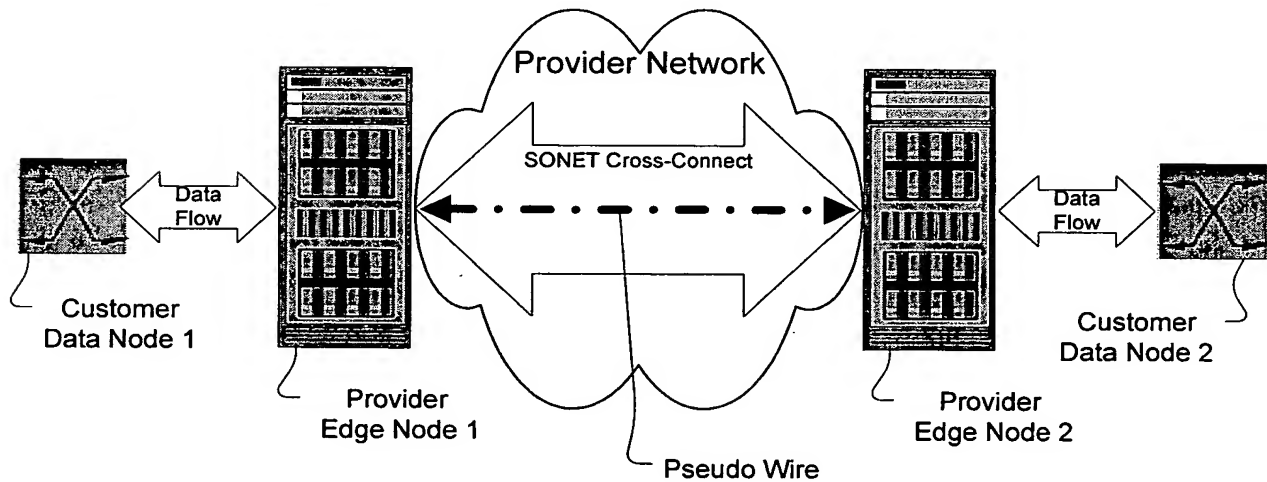 Provider Network
SONET Cross-Connect
Data
Flow
Data
Flow
Customer
Data Node 1
Customer
Data Node 2
Provider
Edge Node 1
Provider
Edge Node 2
Pseudo Wire